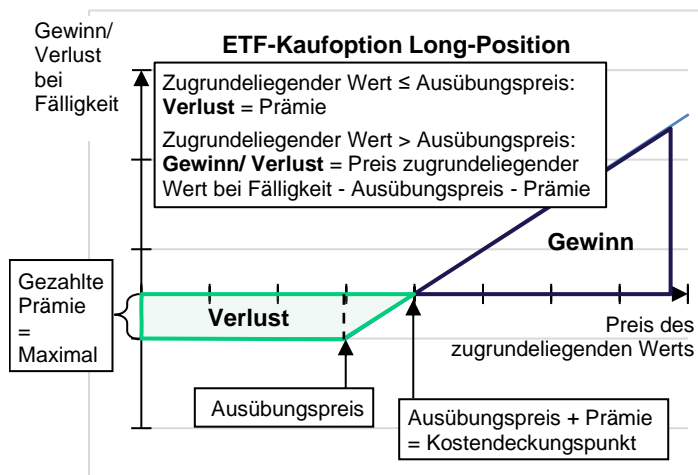 Gewinn/
Verlust
bei
Fälligkeit
ETF-Kaufoption Long-Position
Zugrundeliegender Wert ≤ Ausübungspreis:
Verlust = Prämie
Zugrundeliegender Wert > Ausübungspreis:
Gewinn/ Verlust = Preis zugrundeliegender
Wert bei Fälligkeit - Ausübungspreis - Prämie
Gewinn
Gezahlte
Prämie
=
Maximal
Verlust
Preis des
zugrundeliegenden Werts
Ausübungspreis
Ausübungspreis + Prämie
= Kostendeckungspunkt